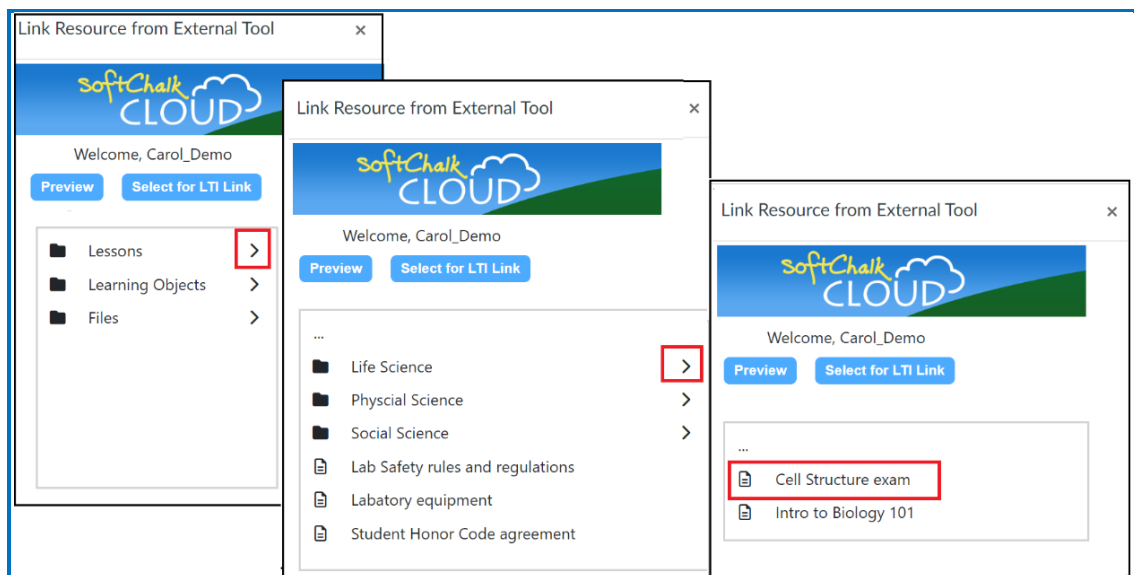 Link Resource from External Tool ×
softChalk
CLOUD
Welcome, Carol_Demo
Preview Select for LTI Link
Lessons
Learning Objects
Files
Link Resource from External Tool ×
softChalk
CLOUD
Welcome, Carol_Demo
Preview Select for LTI Link
...
Life Science
Physcial Science
Social Science
Lab Safety rules and regulations
Labatory equipment
Student Honor Code agreement
Link Resource from External Tool ×
softChalk
CLOUD
Welcome, Carol_Demo
Preview Select for LTI Link
...
Cell Structure exam
Intro to Biology 101